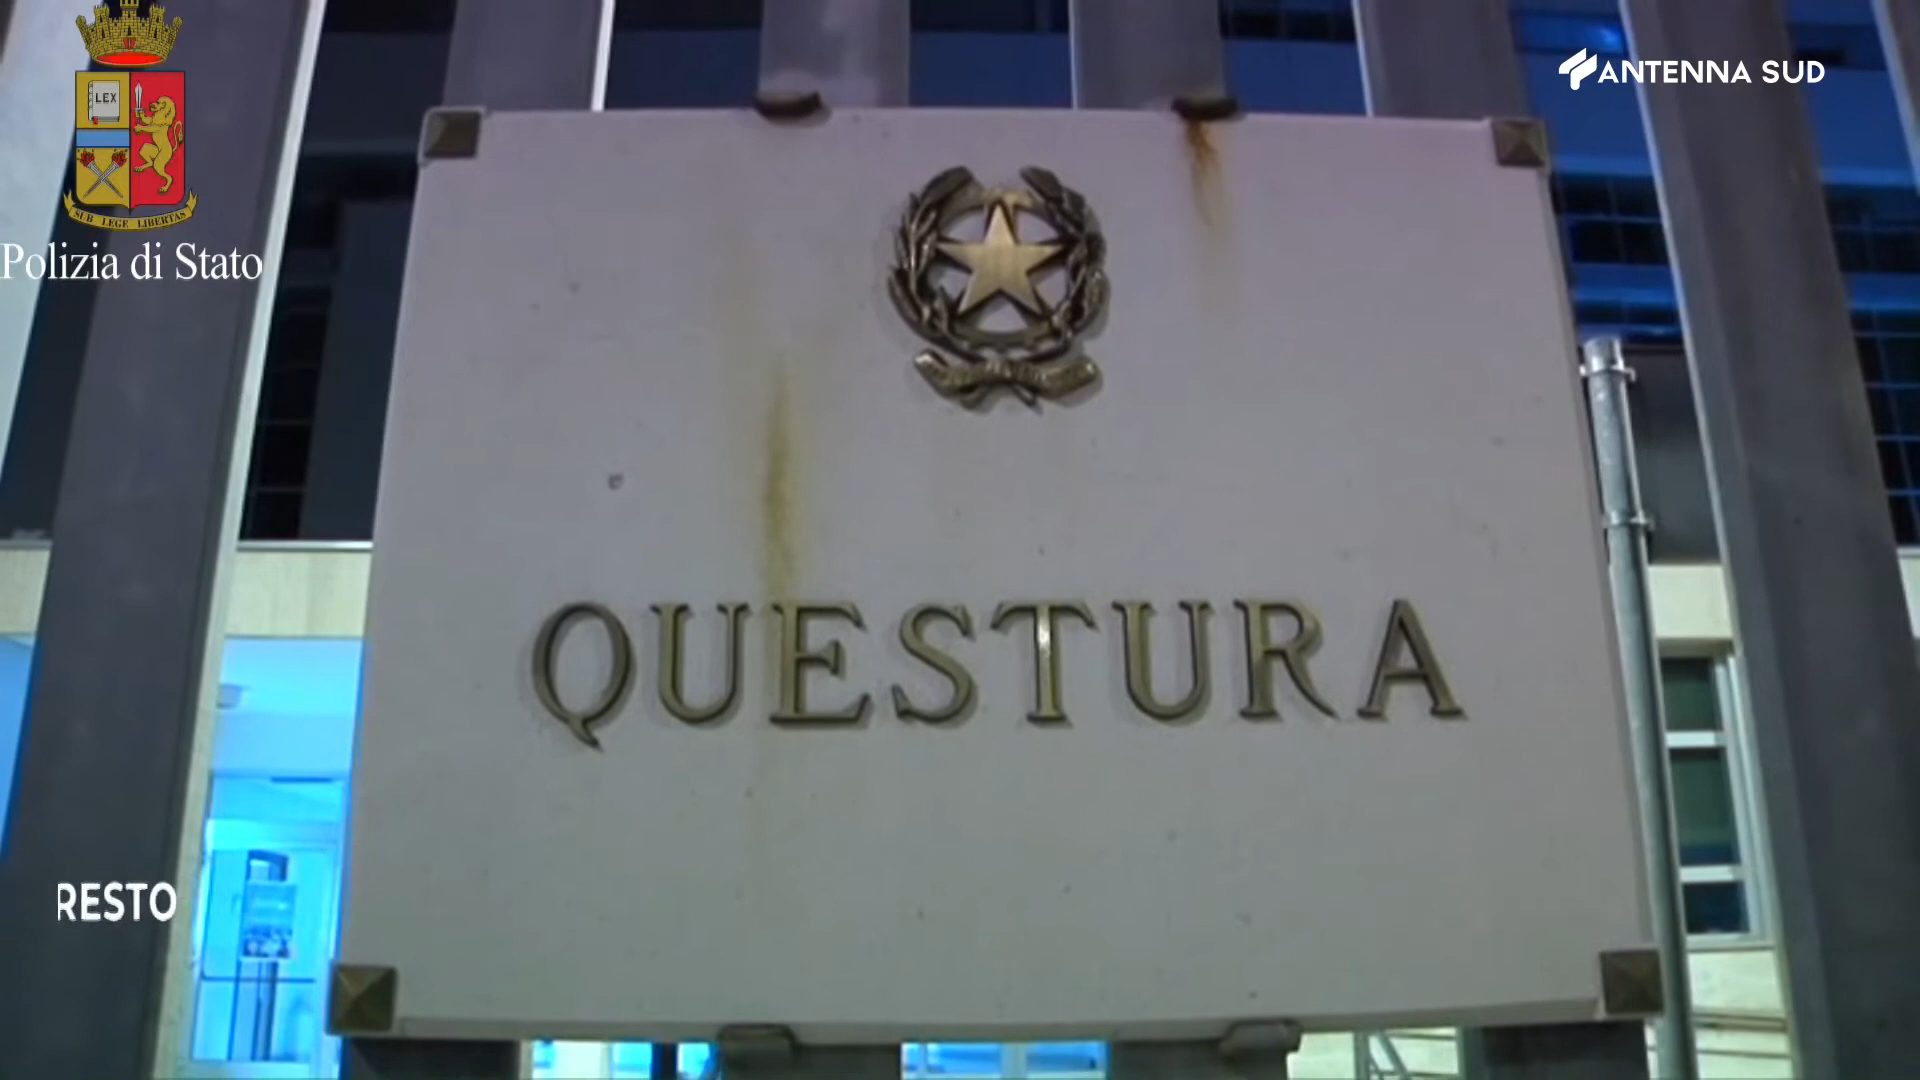 LEX
SUB LEGE LIBERTAS
Polizia di Stato
ANTENNA SUD
QUESTURA
RESTO